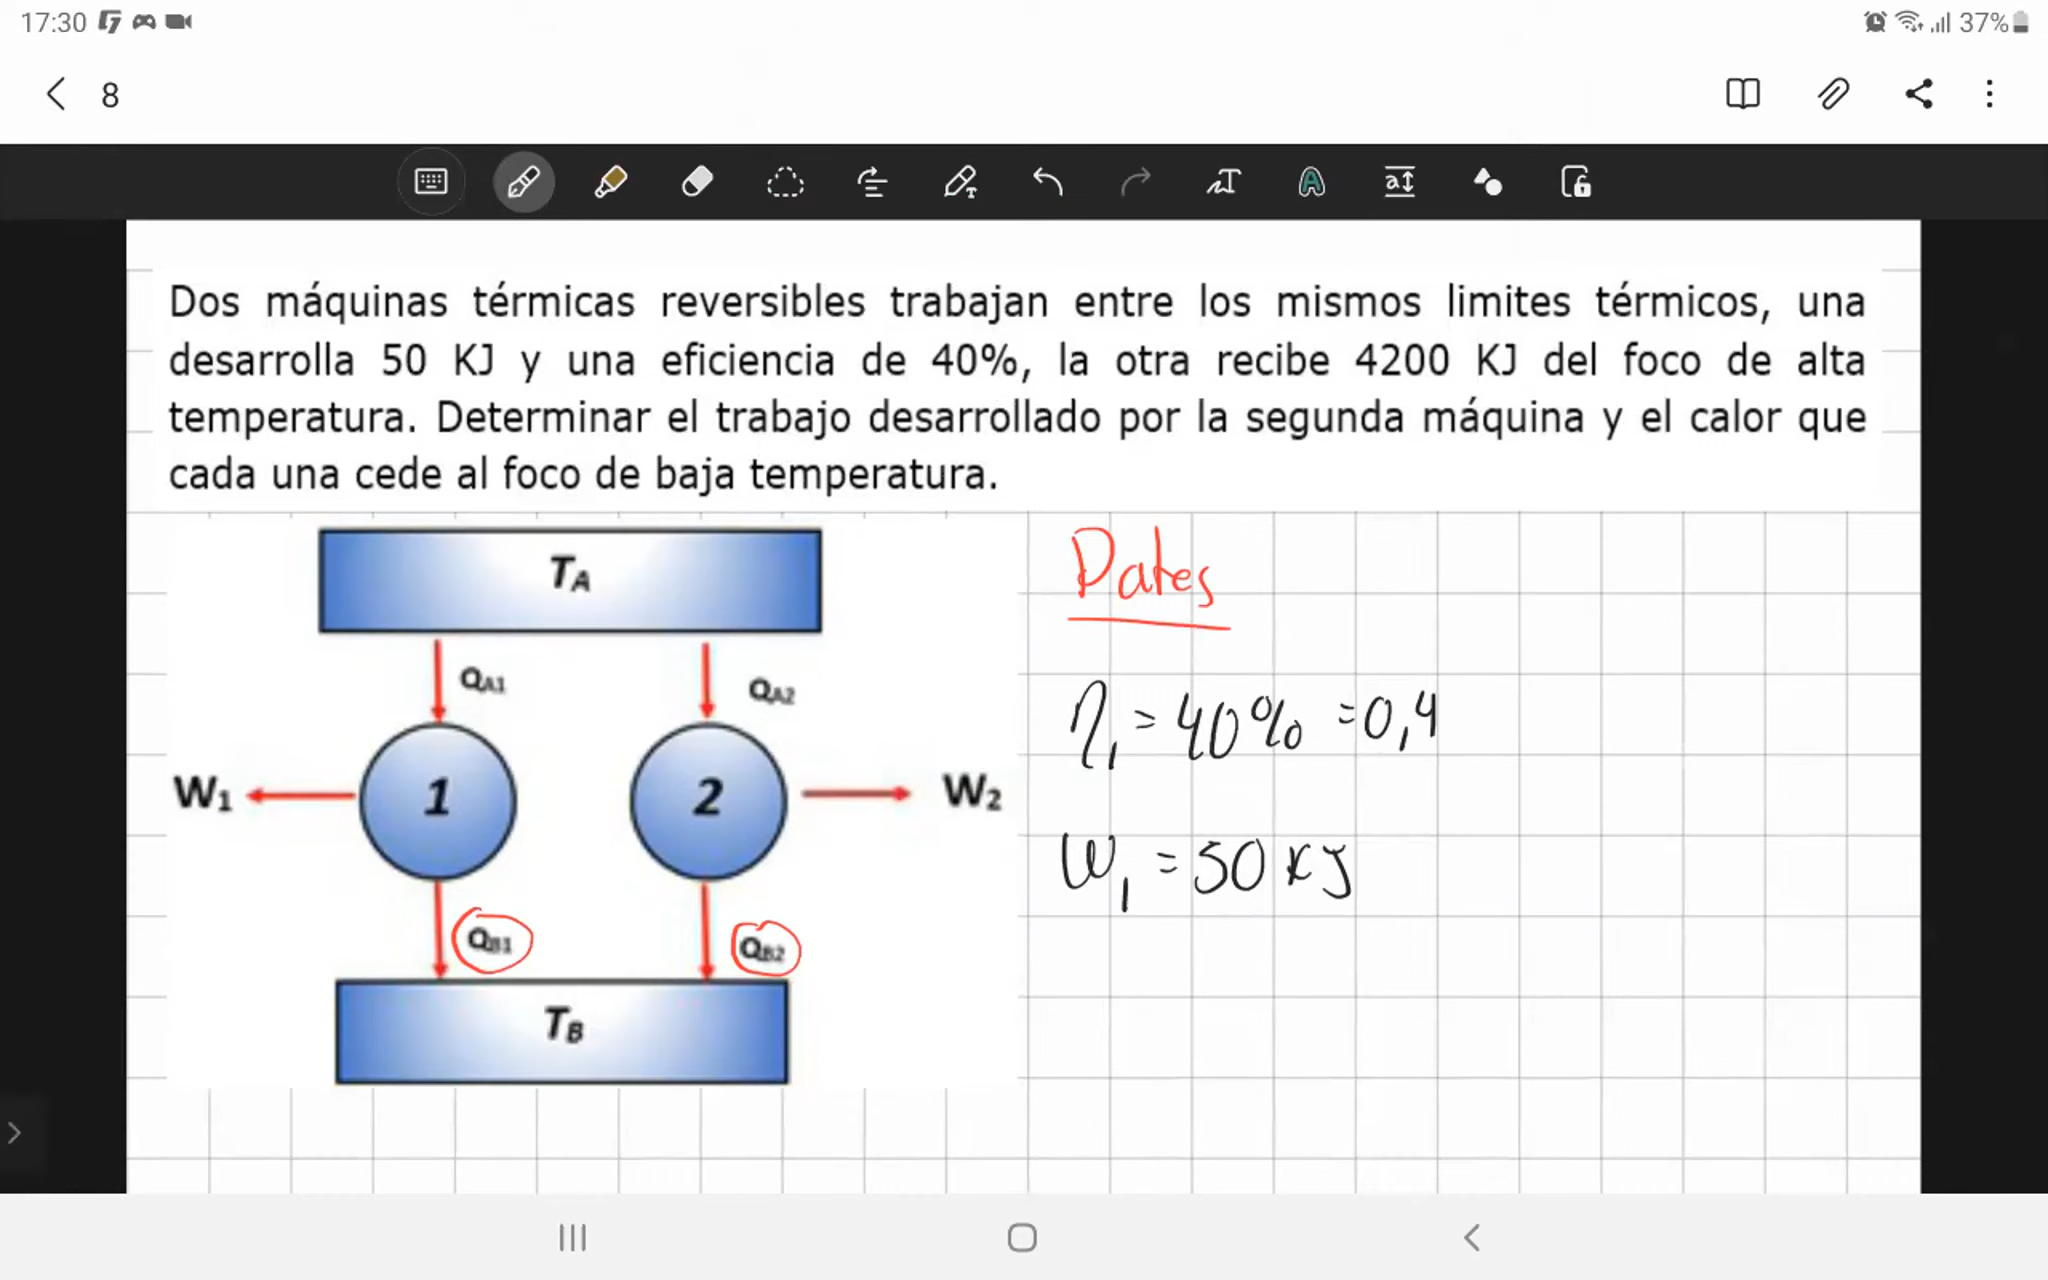 17:30
37%
8
Dos máquinas térmicas reversibles trabajan entre los mismos limites térmicos, una
desarrolla 50 KJ y una eficiencia de 40%, la otra recibe 4200 KJ del foco de alta
temperatura. Determinar el trabajo desarrollado por la segunda máquina y el calor que
cada una cede al foco de baja temperatura.
TA
QA1
QA2
W1
1
2
W2
QB1
QB2
TB
Datos
η1 = 40% = 0,4
W1 = 50 KJ